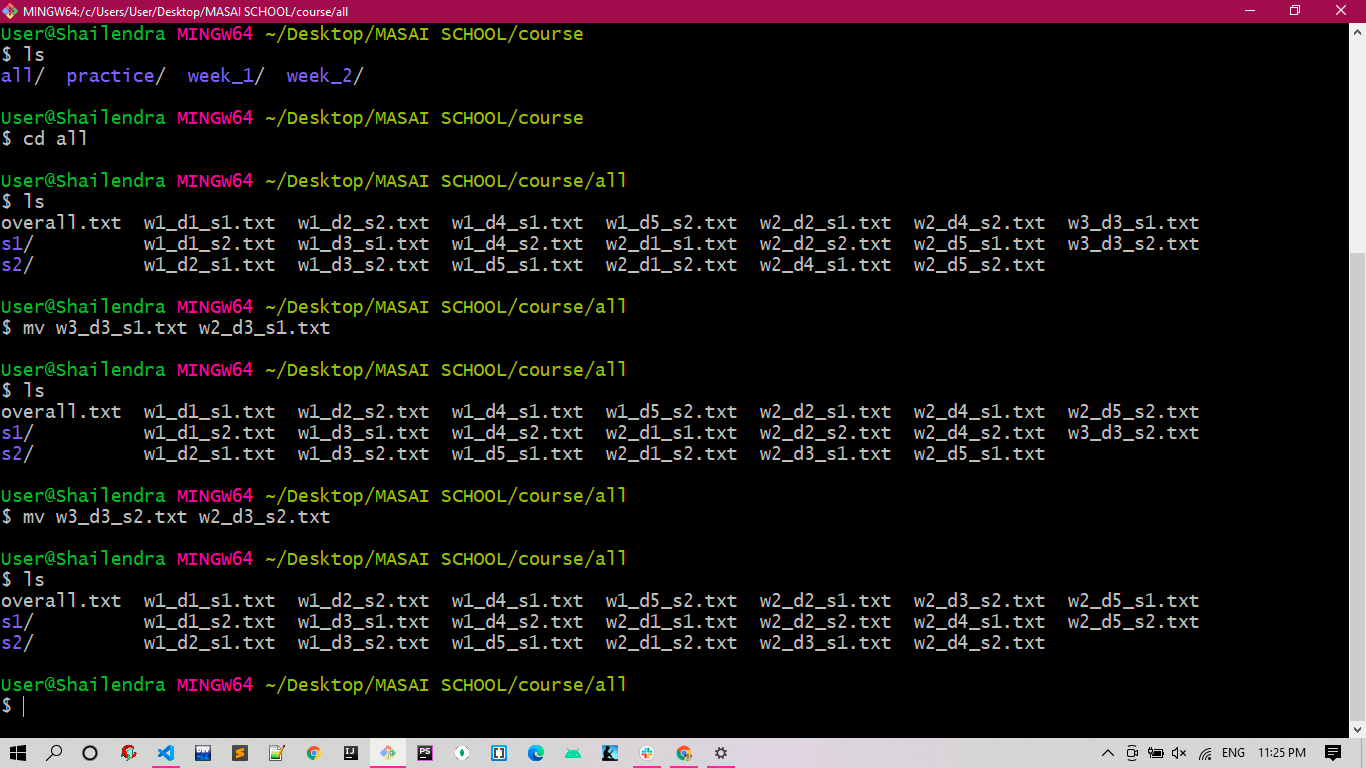 MINGW64:/c/Users/User/Desktop/MASAI SCHOOL/course/all
User@Shailendra MINGW64 ~/Desktop/MASAI SCHOOL/course
$ ls
all/  practice/  week_1/  week_2/
User@Shailendra MINGW64 ~/Desktop/MASAI SCHOOL/course
$ cd all
User@Shailendra MINGW64 ~/Desktop/MASAI SCHOOL/course/all
$ ls
overall.txt  w1_d1_s1.txt  w1_d2_s2.txt  w1_d4_s1.txt  w1_d5_s2.txt  w2_d2_s1.txt  w2_d4_s2.txt  w3_d3_s1.txt
s1/          w1_d1_s2.txt  w1_d3_s1.txt  w1_d4_s2.txt  w2_d1_s1.txt  w2_d2_s2.txt  w2_d5_s1.txt  w3_d3_s2.txt
s2/          w1_d2_s1.txt  w1_d3_s2.txt  w1_d5_s1.txt  w2_d1_s2.txt  w2_d4_s1.txt  w2_d5_s2.txt
User@Shailendra MINGW64 ~/Desktop/MASAI SCHOOL/course/all
$ mv w3_d3_s1.txt w2_d3_s1.txt
User@Shailendra MINGW64 ~/Desktop/MASAI SCHOOL/course/all
$ ls
overall.txt  w1_d1_s1.txt  w1_d2_s2.txt  w1_d4_s1.txt  w1_d5_s2.txt  w2_d2_s1.txt  w2_d4_s1.txt  w2_d5_s2.txt
s1/          w1_d1_s2.txt  w1_d3_s1.txt  w1_d4_s2.txt  w2_d1_s1.txt  w2_d2_s2.txt  w2_d4_s2.txt  w3_d3_s2.txt
s2/          w1_d2_s1.txt  w1_d3_s2.txt  w1_d5_s1.txt  w2_d1_s2.txt  w2_d3_s1.txt  w2_d5_s1.txt
User@Shailendra MINGW64 ~/Desktop/MASAI SCHOOL/course/all
$ mv w3_d3_s2.txt w2_d3_s2.txt
User@Shailendra MINGW64 ~/Desktop/MASAI SCHOOL/course/all
$ ls
overall.txt  w1_d1_s1.txt  w1_d2_s2.txt  w1_d4_s1.txt  w1_d5_s2.txt  w2_d2_s1.txt  w2_d3_s2.txt  w2_d5_s1.txt
s1/          w1_d1_s2.txt  w1_d3_s1.txt  w1_d4_s2.txt  w2_d1_s1.txt  w2_d2_s2.txt  w2_d4_s1.txt  w2_d5_s2.txt
s2/          w1_d2_s1.txt  w1_d3_s2.txt  w1_d5_s1.txt  w2_d1_s2.txt  w2_d3_s1.txt  w2_d4_s2.txt
User@Shailendra MINGW64 ~/Desktop/MASAI SCHOOL/course/all
$
DEV IJ PS ENG 11:25 PM